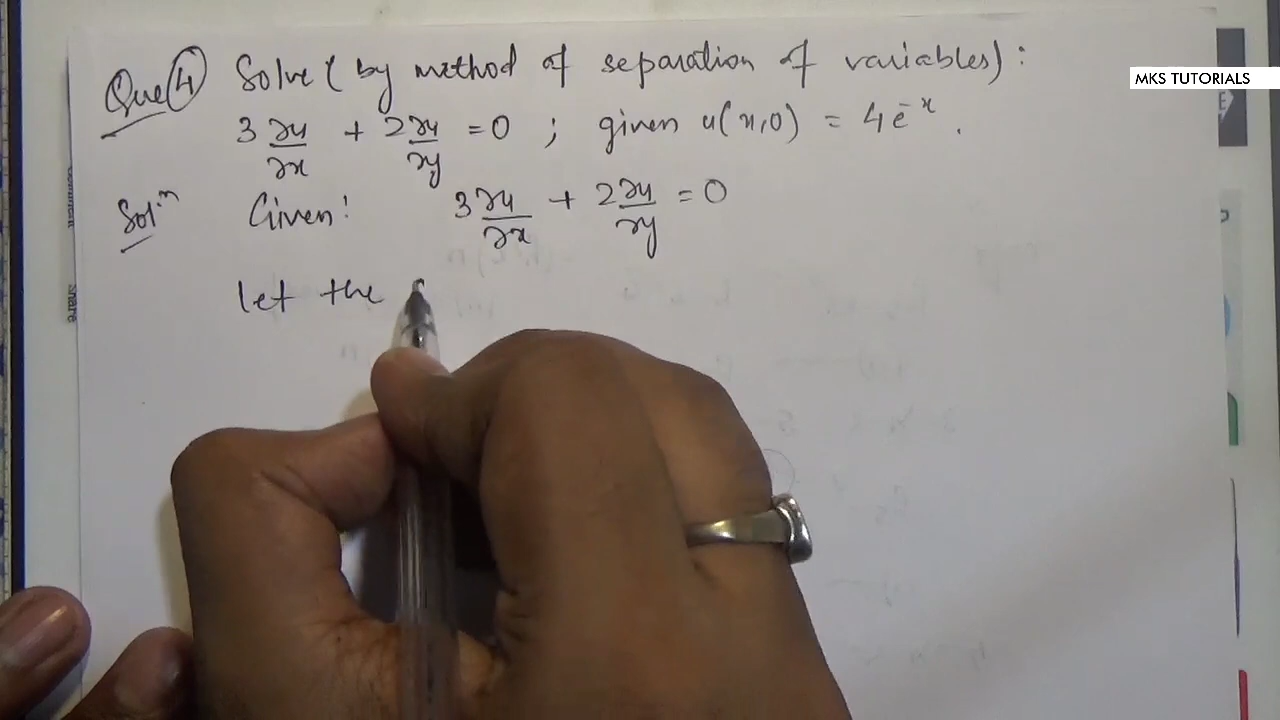 Que 4 Solve (by method of separation of variables) :
3 ∂u/∂x + 2 ∂u/∂y = 0 ; given u(x,0) = 4e^-x .
Solⁿ Given: 3 ∂u/∂x + 2 ∂u/∂y = 0
let the
MKS TUTORIALS